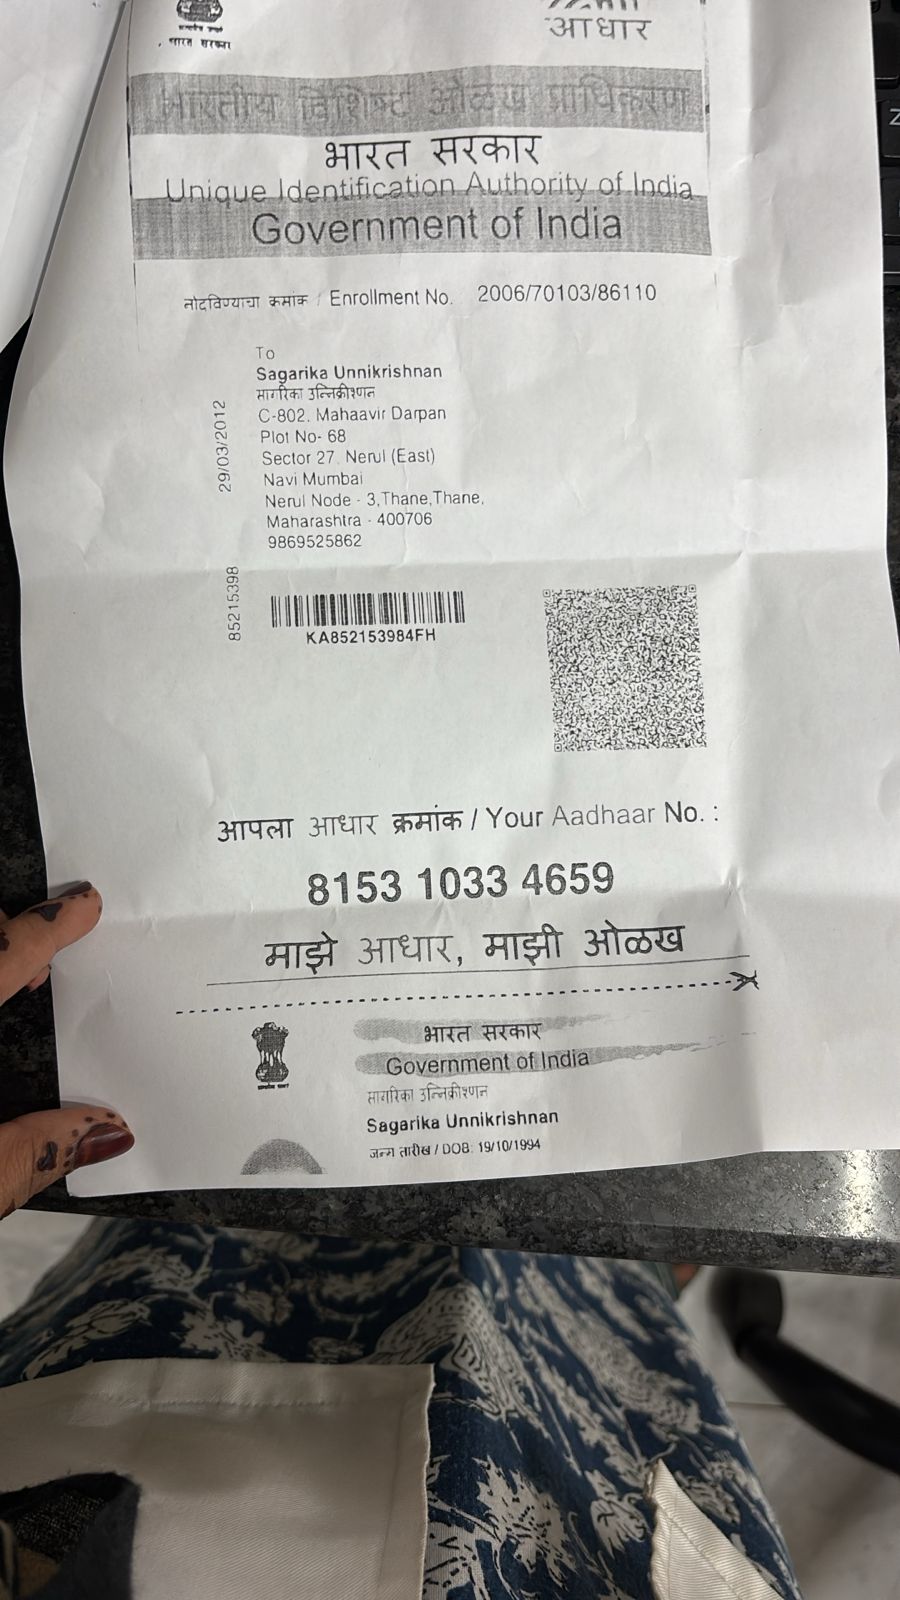 भारत सरकार
आधार
भारतीय विशिष्ट ओळख प्राधिकरण
भारत सरकार
Unique Identification Authority of India
Government of India
नोंदविण्याचा क्रमांक / Enrollment No. 2006/70103/86110
To
Sagarika Unnikrishnan
सागरिका उन्निक्रीश्णन
C-802, Mahaavir Darpan
Plot No- 68
Sector 27, Nerul (East)
Navi Mumbai
Nerul Node - 3,Thane,Thane,
Maharashtra - 400706
9869525862
29/03/2012
85215398
KA852153984FH
आपला आधार क्रमांक / Your Aadhaar No. :
8153 1033 4659
माझे आधार, माझी ओळख
भारत सरकार
Government of India
सागरिका उन्निक्रीश्णन
Sagarika Unnikrishnan
जन्म तारीख / DOB: 19/10/1994